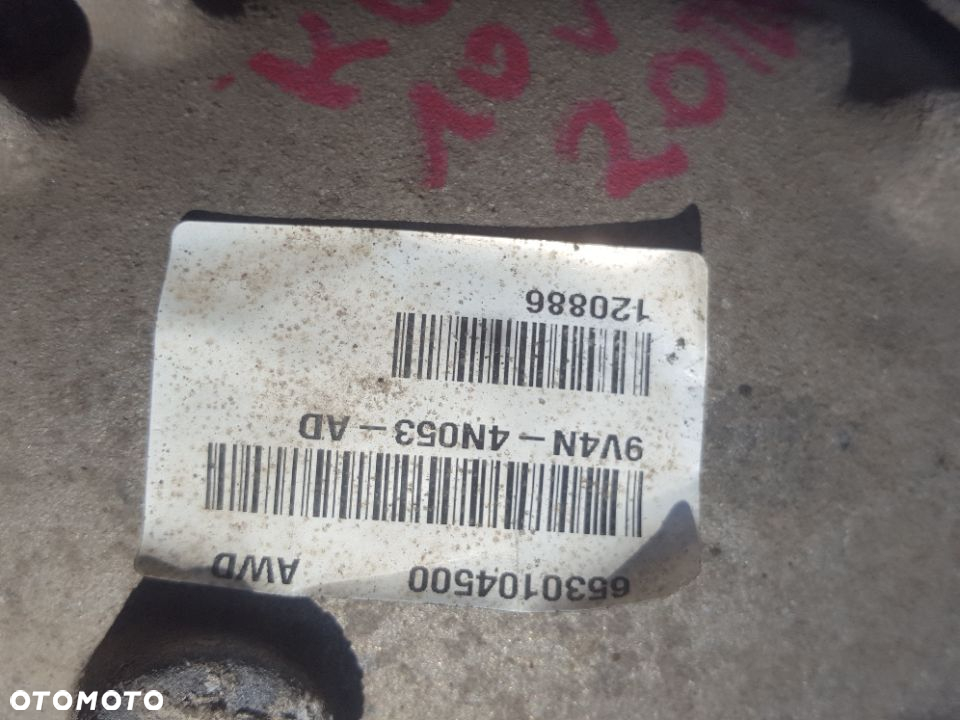 6530104500 AWD
9V4N-4N053-AD
120886
OTOMOTO